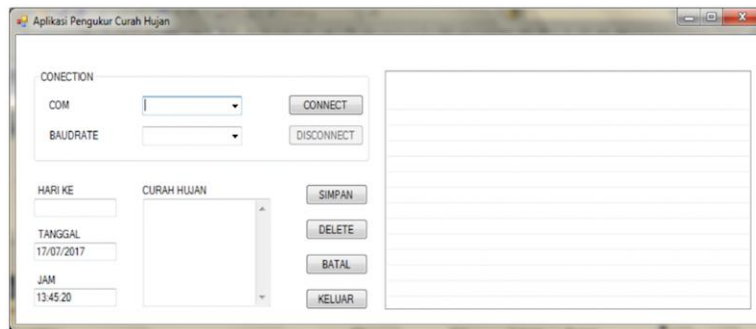 Aplikasi Pengukur Curah Hujan
CONECTION
COM
CONNECT
BAUDRATE
DISCONNECT
HARI KE
CURAH HUJAN
SIMPAN
TANGGAL
DELETE
17/07/2017
BATAL
JAM
13:45:20
KELUAR